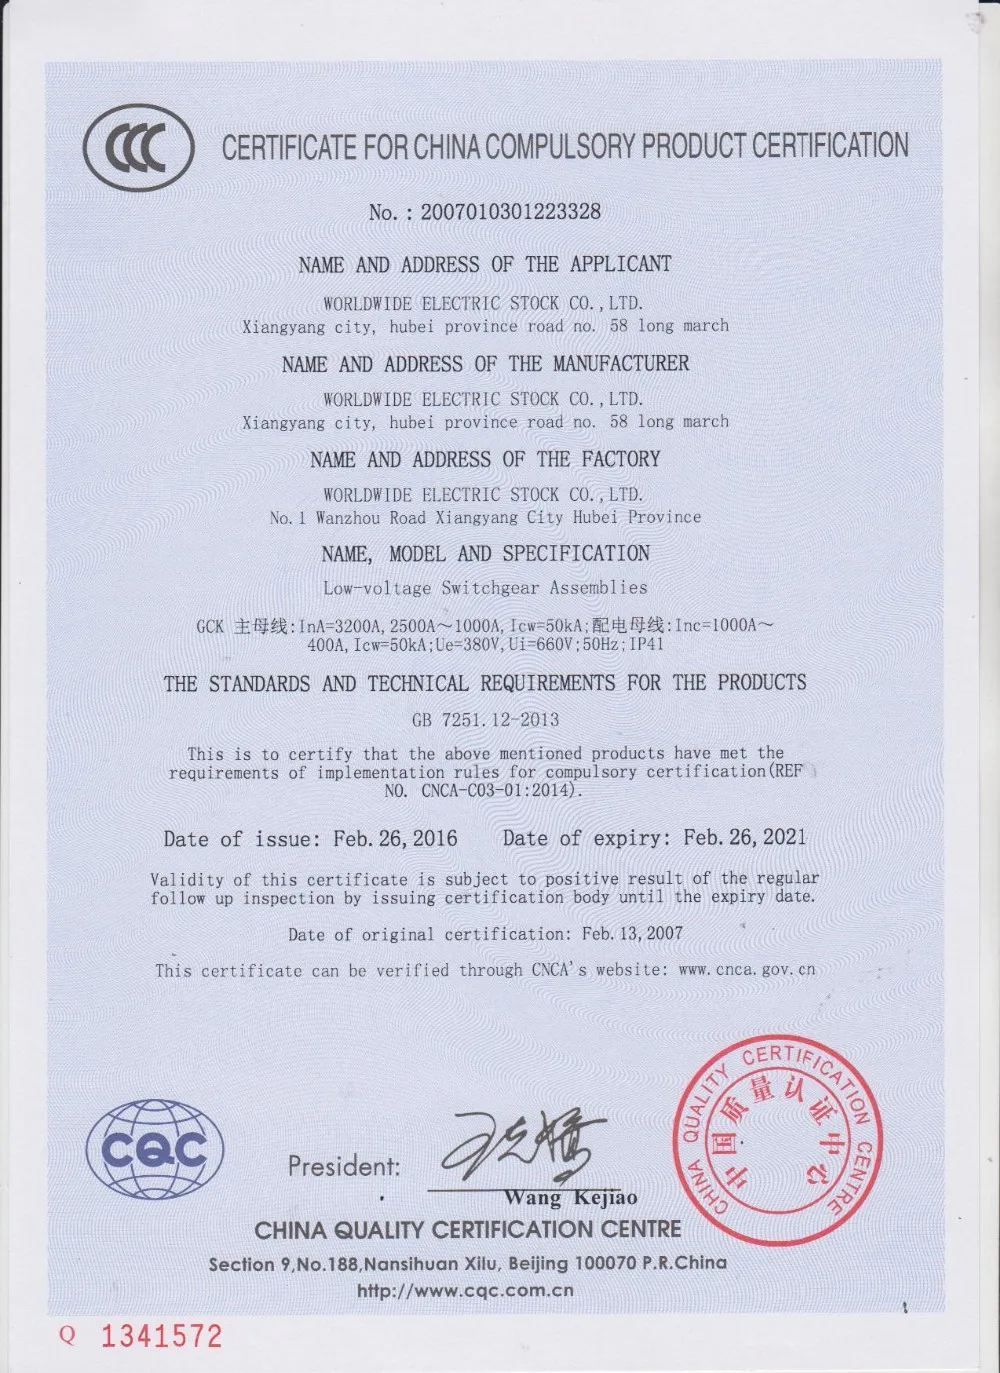 CERTIFICATE FOR CHINA COMPULSORY PRODUCT CERTIFICATION
No.: 2007010301223328
NAME AND ADDRESS OF THE APPLICANT
WORLDWIDE ELECTRIC STOCK CO.,LTD.
Xiangyang city, hubei province road no. 58 long march
NAME AND ADDRESS OF THE MANUFACTURER
WORLDWIDE ELECTRIC STOCK CO.,LTD.
Xiangyang city, hubei province road no. 58 long march
NAME AND ADDRESS OF THE FACTORY
WORLDWIDE ELECTRIC STOCK CO.,LTD.
No.1 Wanzhou Road Xiangyang City Hubei Province
NAME, MODEL AND SPECIFICATION
Low-voltage Switchgear Assemblies
GCK 主母线:InA=3200A,2500A～1000A,Icw=50kA;配电母线:Inc=1000A～
400A,Icw=50kA;Ue=380V,Ui=660V;50Hz;IP41
THE STANDARDS AND TECHNICAL REQUIREMENTS FOR THE PRODUCTS
GB 7251.12-2013
This is to certify that the above mentioned products have met the
requirements of implementation rules for compulsory certification(REF
NO. CNCA-C03-01:2014).
Date of issue: Feb.26,2016 Date of expiry: Feb.26,2021
Validity of this certificate is subject to positive result of the regular
follow up inspection by issuing certification body until the expiry date.
Date of original certification: Feb.13,2007
This certificate can be verified through CNCA's website: www.cnca.gov.cn
CHINA QUALITY CERTIFICATION CENTRE
中国质量认证中心
CQC
President:
Wang Kejiao
CHINA QUALITY CERTIFICATION CENTRE
Section 9,No.188,Nansihuan Xilu, Beijing 100070 P.R.China
http://www.cqc.com.cn
Q 1341572